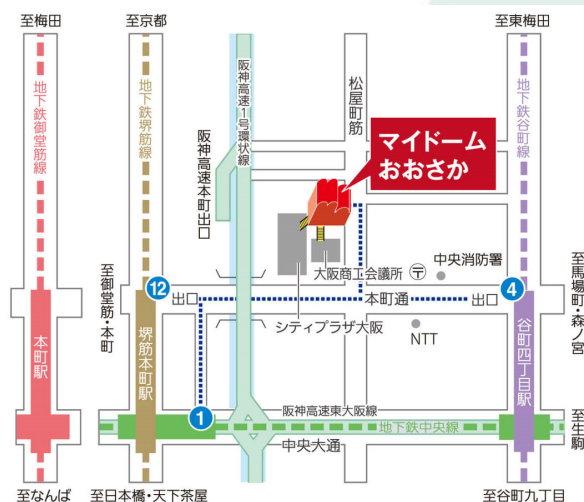 至梅田
至京都
至東梅田
地下鉄御堂筋線
地下鉄堺筋線
阪神高速1号環状線
松屋町筋
地下鉄谷町線
阪神高速本町出口
マイドーム
おおさか
大阪商工会議所
〒
中央消防署
至御堂筋・本町
12
出口
本町通
出口
4
至馬場町・森ノ宮
シティプラザ大阪
NTT
本町駅
堺筋本町駅
谷町四丁目駅
1
阪神高速東大阪線
地下鉄中央線
中央大通
至生駒
至なんば
至日本橋・天下茶屋
至谷町九丁目